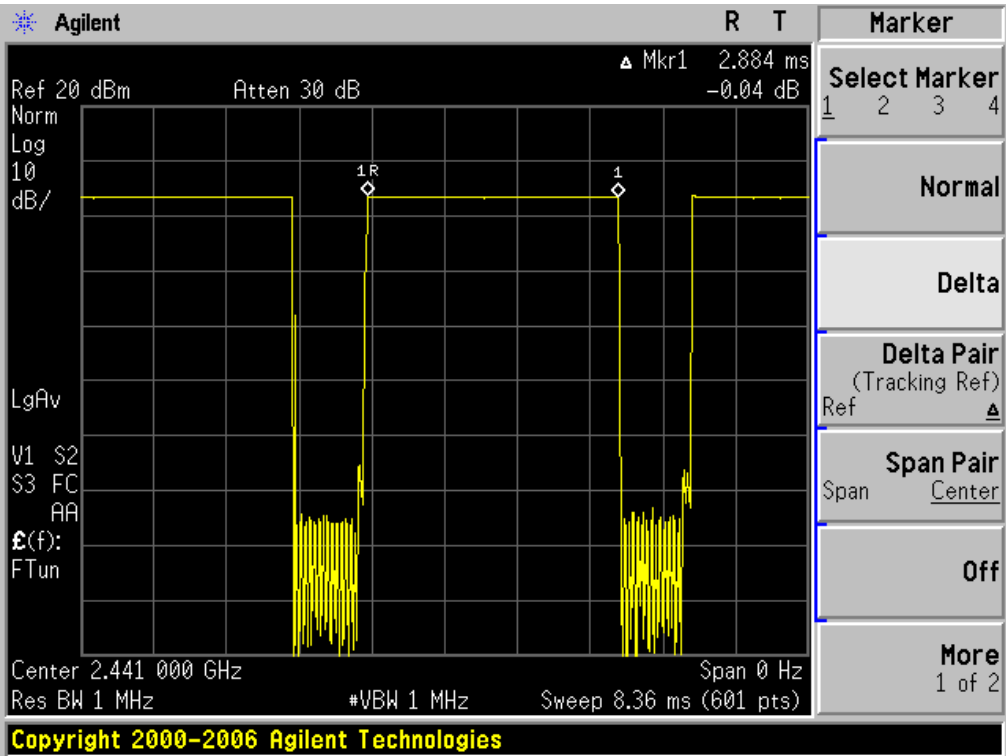 Agilent R T
Δ Mkr1 2.884 ms
Ref 20 dBm Atten 30 dB -0.04 dB
Norm
Log
10
dB/
1R
1
LgAv
V1 S2
S3 FC
AA
£(f):
FTun
Center 2.441 000 GHz Span 0 Hz
Res BW 1 MHz #VBW 1 MHz Sweep 8.36 ms (601 pts)
Copyright 2000-2006 Agilent Technologies
Marker
Select Marker
1 2 3 4
Normal
Delta
Delta Pair
(Tracking Ref)
Ref Δ
Span Pair
Span Center
Off
More
1 of 2